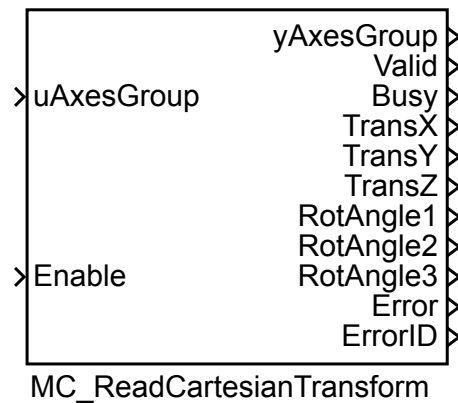 yAxesGroup
Valid
uAxesGroup
Busy
TransX
TransY
TransZ
RotAngle1
RotAngle2
Enable
RotAngle3
Error
ErrorID
MC_ReadCartesianTransform